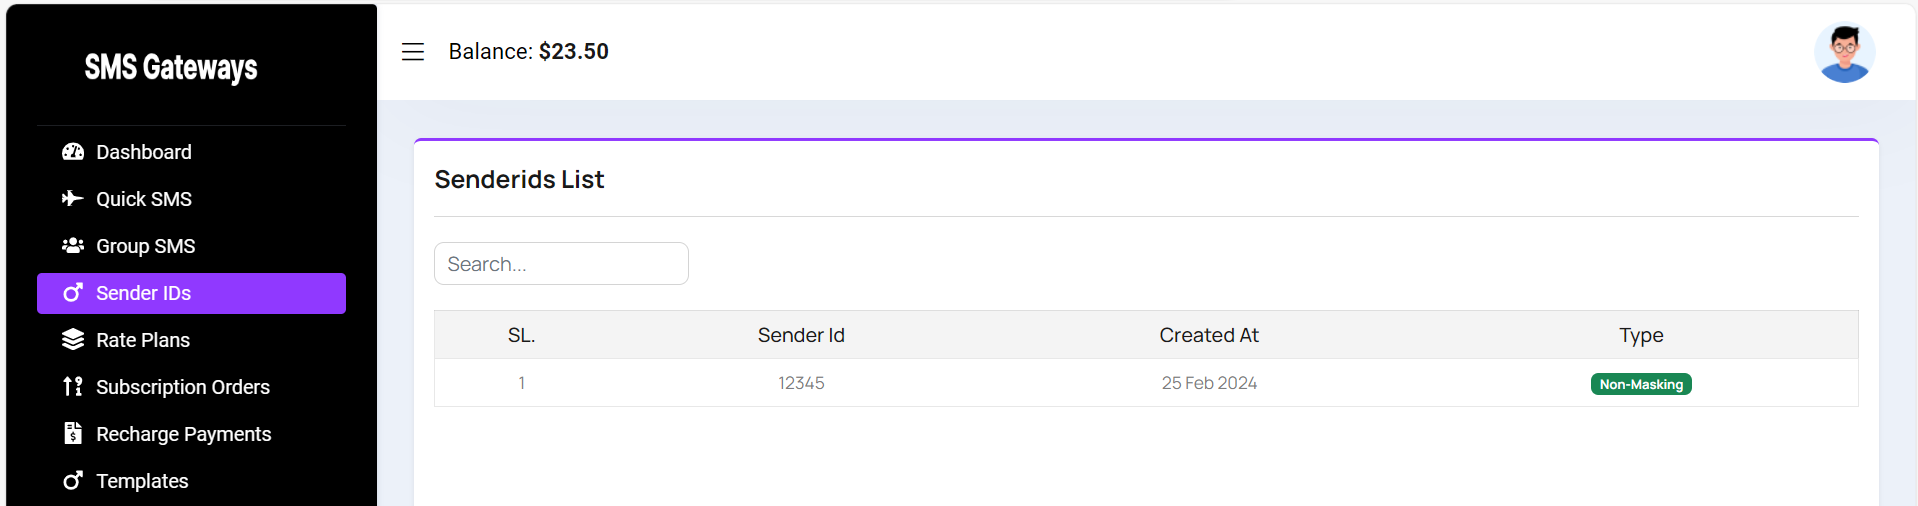 SMS Gateways
Balance: $23.50
Dashboard
Quick SMS
Group SMS
Sender IDs
Rate Plans
Subscription Orders
Recharge Payments
Templates
Senderids List
Search...
SL. Sender Id Created At Type
1 12345 25 Feb 2024 Non-Masking